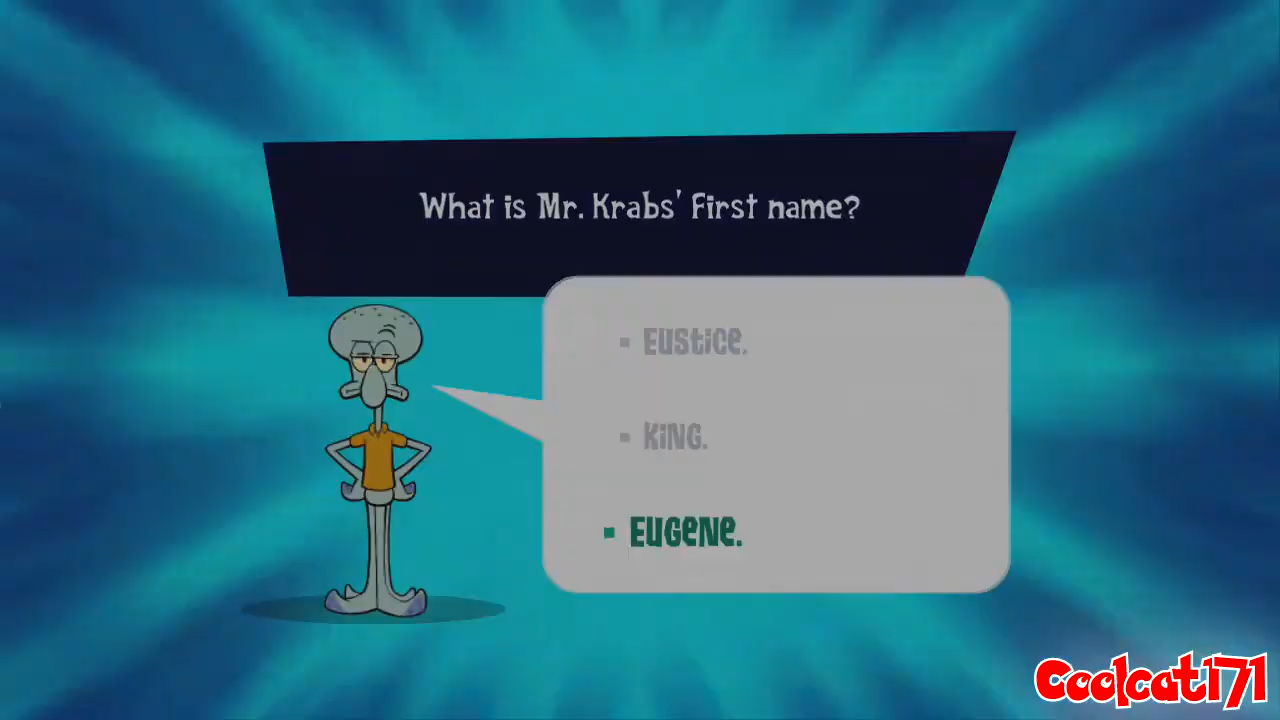 What is Mr. Krabs' First name?
▪ Eustice.
▪ King.
▪ Eugene.
Coolcat171